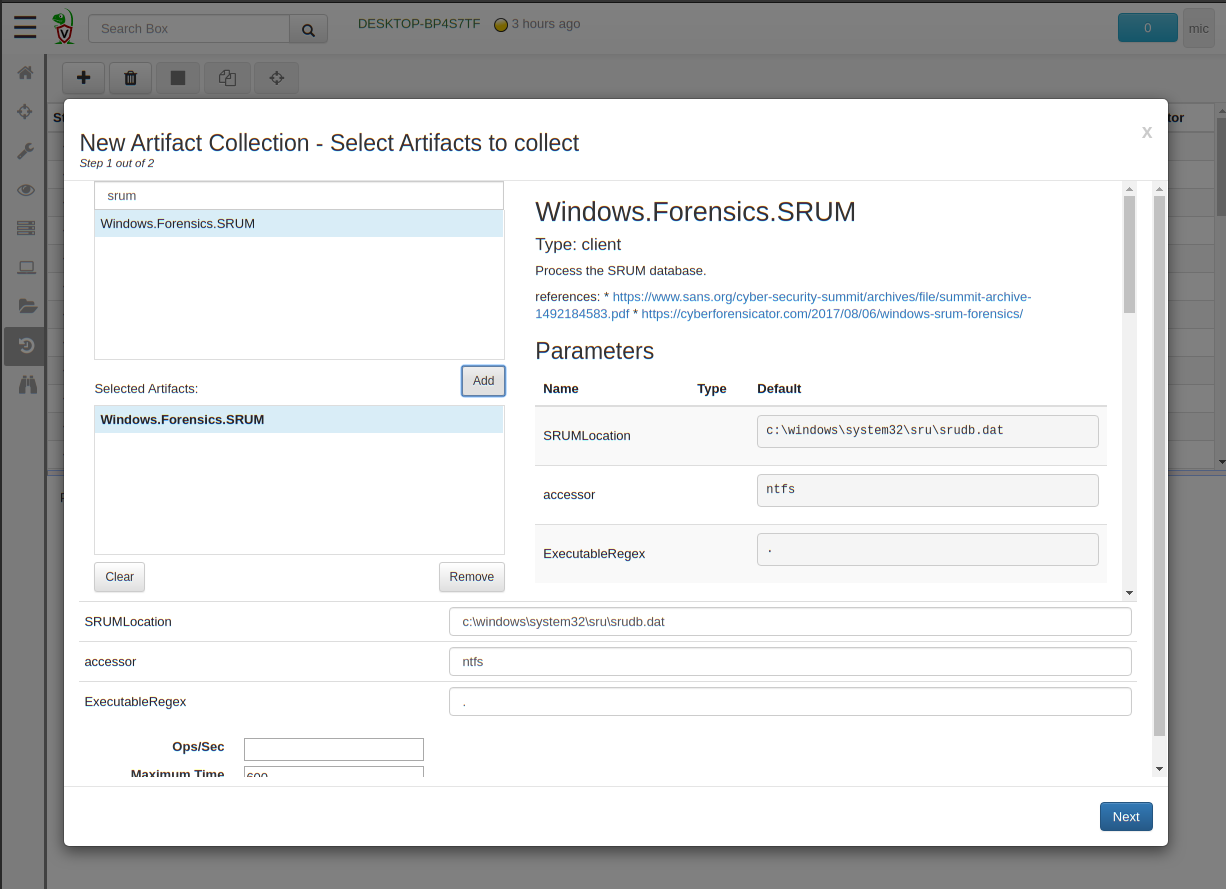 Search Box
DESKTOP-BP4S7TF 3 hours ago
0
mic
New Artifact Collection - Select Artifacts to collect
x
Step 1 out of 2
srum
Windows.Forensics.SRUM
Selected Artifacts:
Add
Windows.Forensics.SRUM
Clear
Remove
Windows.Forensics.SRUM
Type: client
Process the SRUM database.
references: * https://www.sans.org/cyber-security-summit/archives/file/summit-archive-
1492184583.pdf * https://cyberforensicator.com/2017/08/06/windows-srum-forensics/
Parameters
Name Type Default
SRUMLocation c:\windows\system32\sru\srudb.dat
accessor ntfs
ExecutableRegex .
SRUMLocation c:\windows\system32\sru\srudb.dat
accessor ntfs
ExecutableRegex .
Ops/Sec
Maximum Time 600
Next